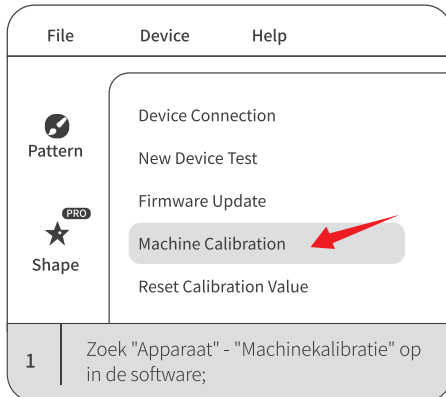 File Device Help
Pattern
PRO
Shape
Device Connection
New Device Test
Firmware Update
Machine Calibration
Reset Calibration Value
1
Zoek "Apparaat" - "Machinekalibratie" op
in de software;